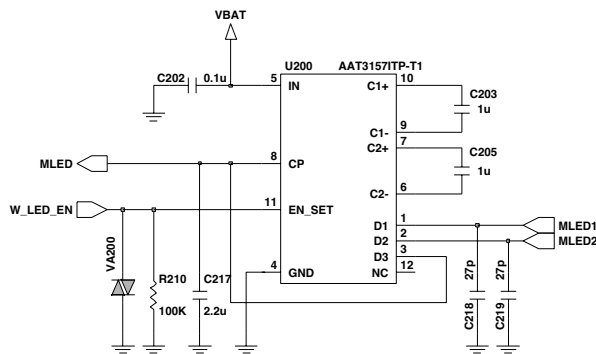 VBAT
U200 AAT3157ITP-T1
C202 0.1u
5 IN C1+ 10
C203
1u
C1- 9
MLED 8 CP C2+ 7
C205
1u
C2- 6
W_LED_EN 11 EN_SET
D1 1 MLED1
D2 2 MLED2
D3 3
4 GND NC 12
VA200
R210
100K
C217
2.2u
C218 27p
C219 27p